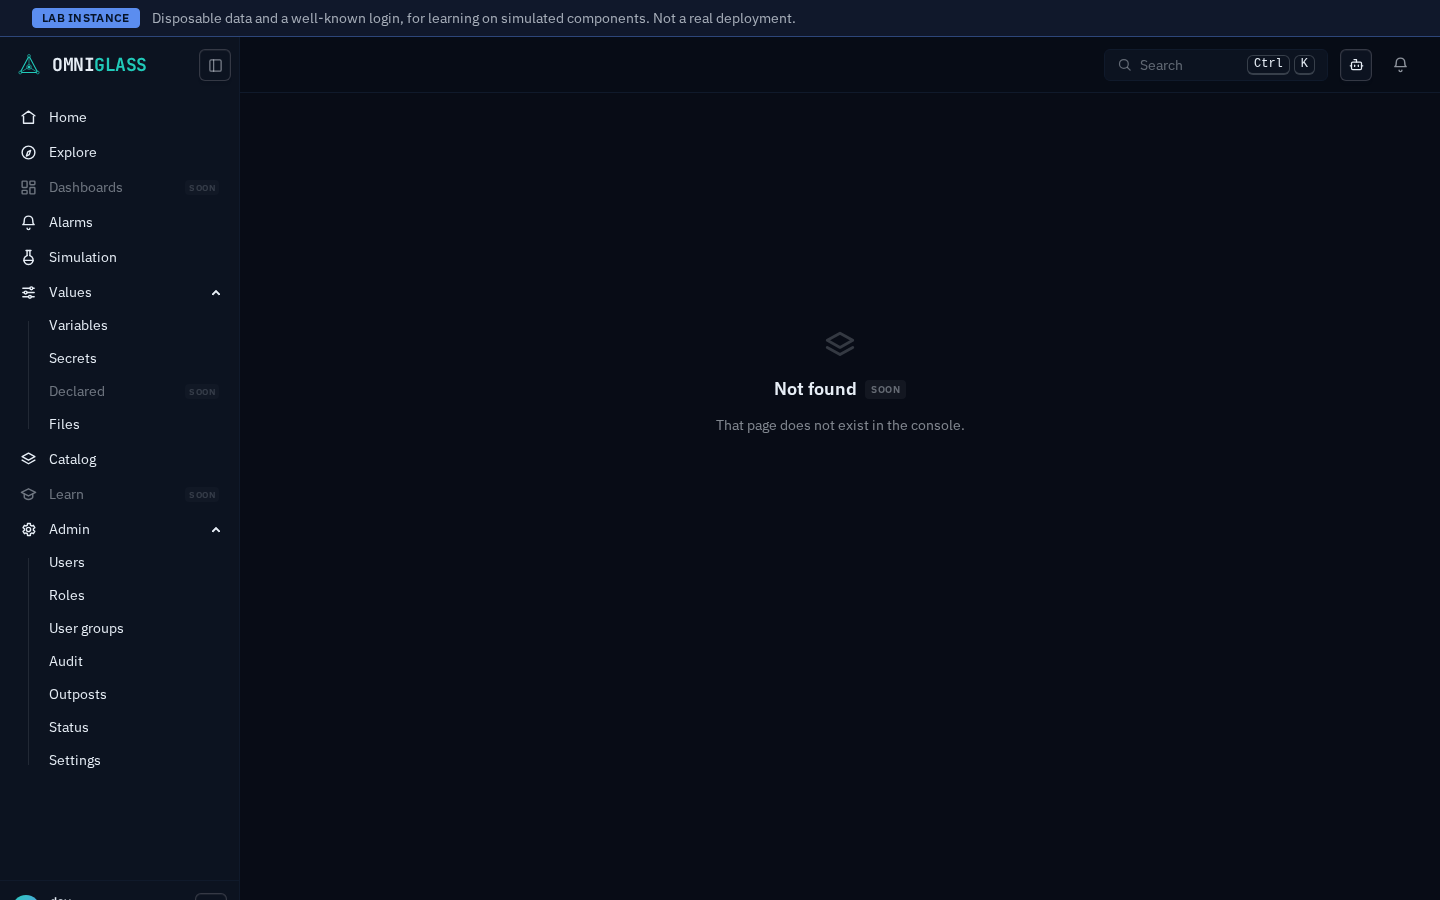 LAB INSTANCE Disposable data and a well-known login, for learning on simulated components. Not a real deployment.
OMNIGLASS
Search Ctrl K
Home
Explore
Dashboards SOON
Alarms
Simulation
Values
Variables
Secrets
Declared SOON
Files
Catalog
Learn SOON
Admin
Users
Roles
User groups
Audit
Outposts
Status
Settings
Not found SOON
That page does not exist in the console.